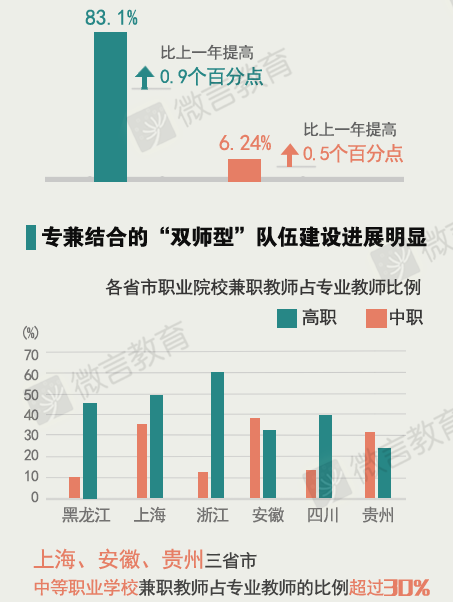 83.1%
比上一年提高
0.9个百分点
6.24%
比上一年提高
0.5个百分点
专兼结合的“双师型”队伍建设进展明显
各省市职业院校兼职教师占专业教师比例
高职 中职
(%)
70
60
50
40
30
20
10
0
黑龙江 上海 浙江 安徽 四川 贵州
上海、安徽、贵州三省市
中等职业学校兼职教师占专业教师的比例超过30%
微言教育
微言教育
微言教育
微言教育